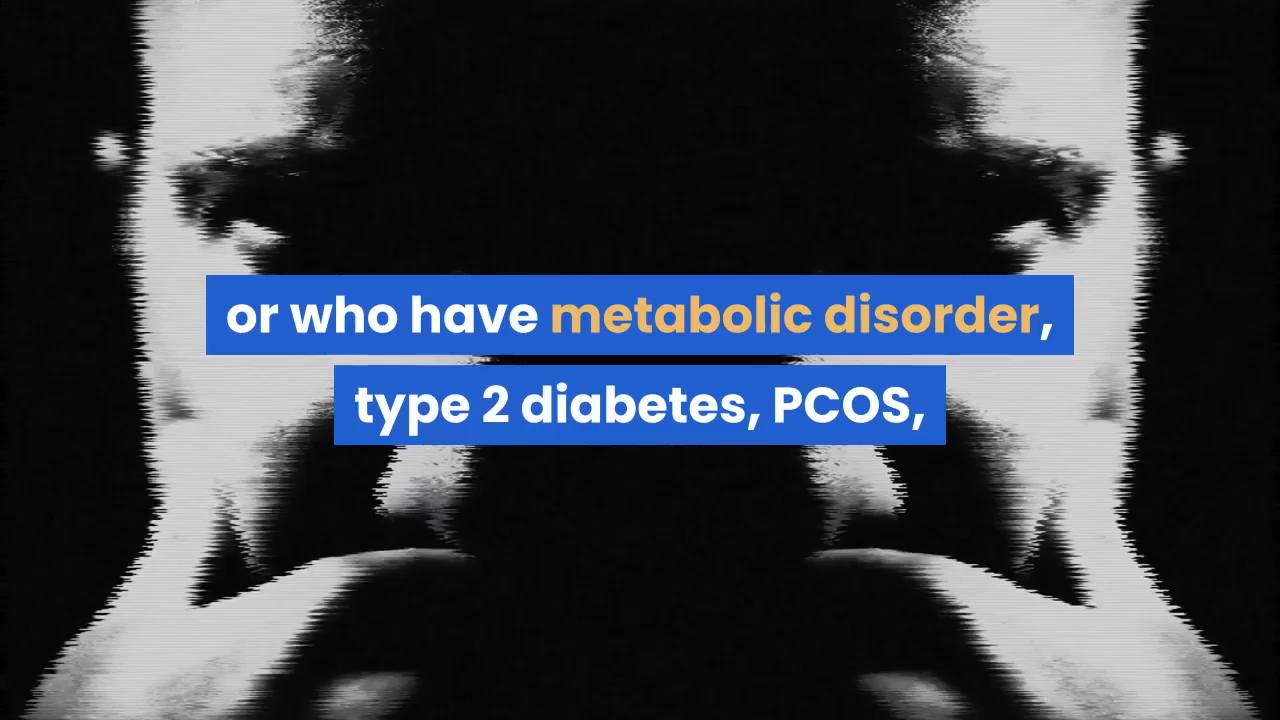 or who have metabolic disorder,
type 2 diabetes, PCOS,